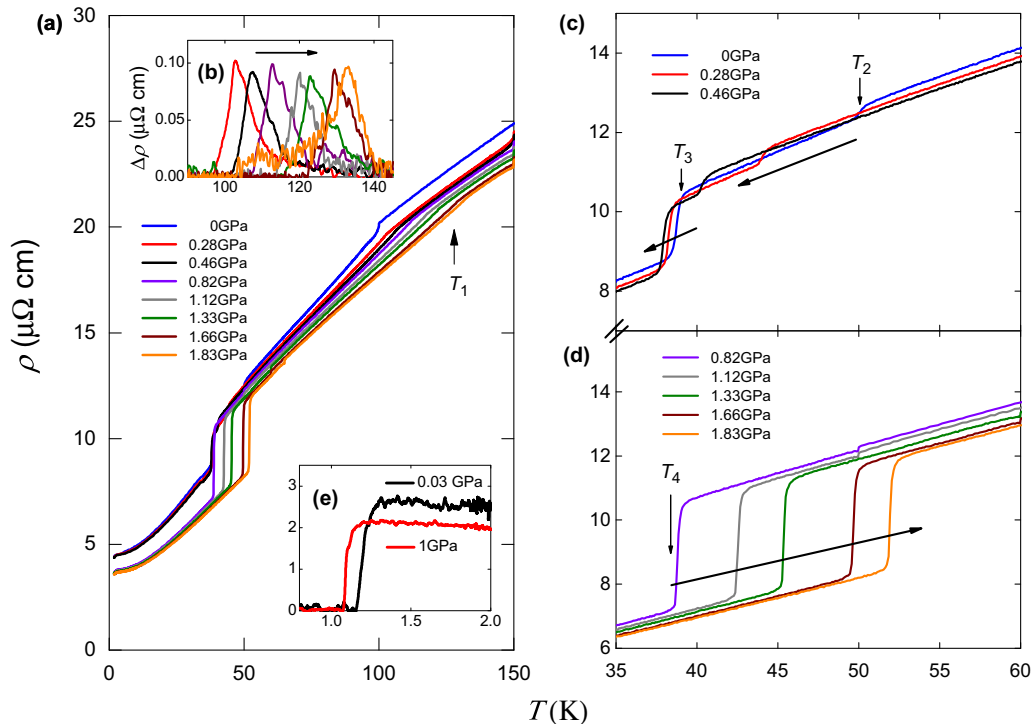 (a)
30
25
20
15
10
5
0
0
50
100
150
ρ (μΩ cm)
T1
0GPa
0.28GPa
0.46GPa
0.82GPa
1.12GPa
1.33GPa
1.66GPa
1.83GPa
(b)
0.10
0.05
0.00
100
120
140
Δρ (μΩ cm)
(e)
0.03 GPa
1GPa
3
2
1
0
1.0
1.5
2.0
(c)
0GPa
0.28GPa
0.46GPa
T2
T3
14
12
10
8
(d)
0.82GPa
1.12GPa
1.33GPa
1.66GPa
1.83GPa
T4
14
12
10
8
6
35
40
45
50
55
60
T (K)